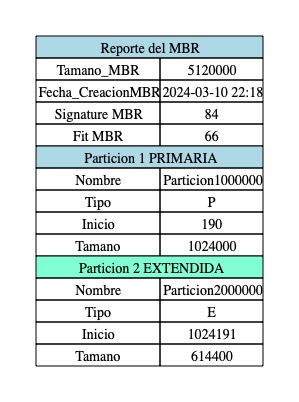 Reporte del MBR
Tamano_MBR 5120000
Fecha_CreacionMBR 2024-03-10 22:18
Signature MBR 84
Fit MBR 66
Particion 1 PRIMARIA
Nombre Particion1000000
Tipo P
Inicio 190
Tamano 1024000
Particion 2 EXTENDIDA
Nombre Particion2000000
Tipo E
Inicio 1024191
Tamano 614400